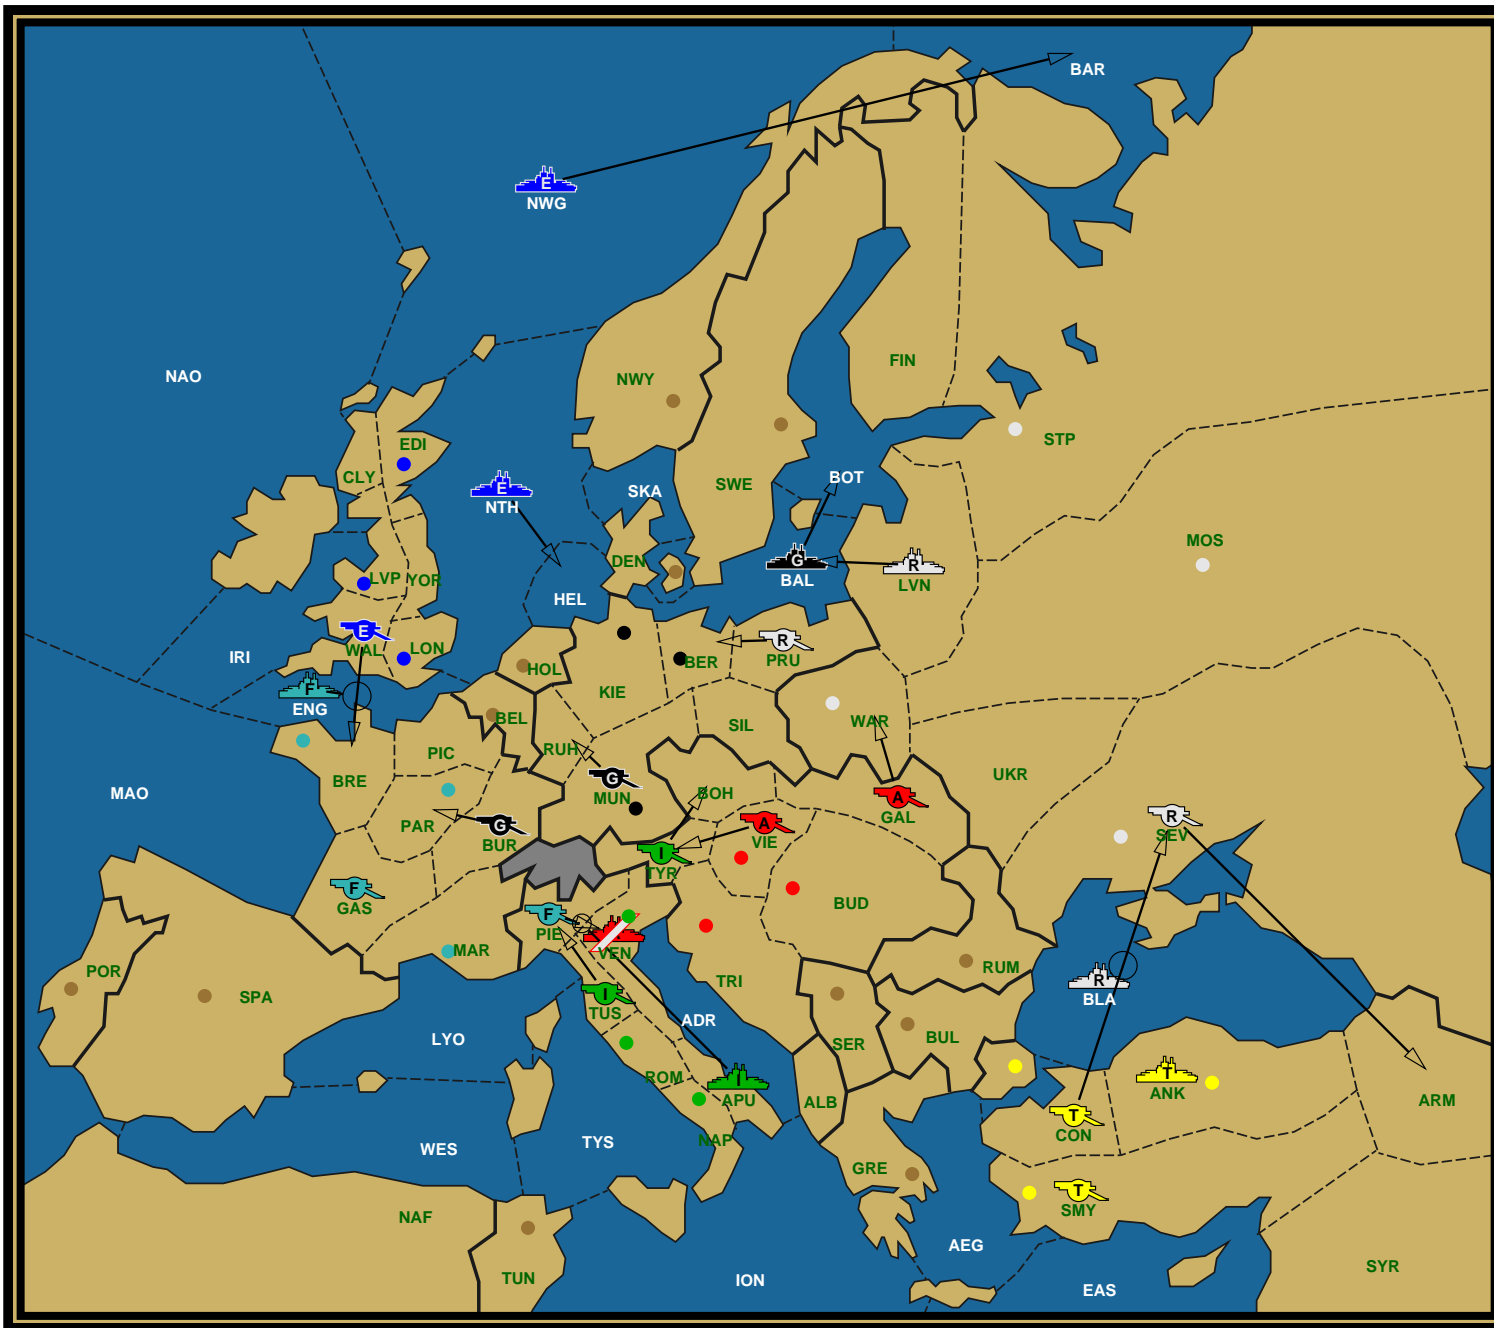 BAR
E
NWG
NAO
FIN
NWY
STP
EDI
CLY
BOT
SWE
SKA
E
NTH
MOS
DEN
G
BAL
R
LVN
LVP
YOR
HEL
E
WAL
LON
IRI
R
PRU
BER
HOL
KIE
F
ENG
BEL
WAR
SIL
PIC
RUH
UKR
BRE
G
MUN
BOH
MAO
A
GAL
R
SEV
PAR
G
BUR
A
VIE
I
TYR
F
GAS
BUD
F
PIE
VEN
MAR
RUM
POR
SPA
TRI
R
BLA
I
TUS
ADR
LYO
BUL
SER
ROM
I
APU
T
ANK
ALB
ARM
T
CON
NAP
TYS
WES
GRE
T
SMY
NAF
AEG
SYR
TUN
ION
EAS